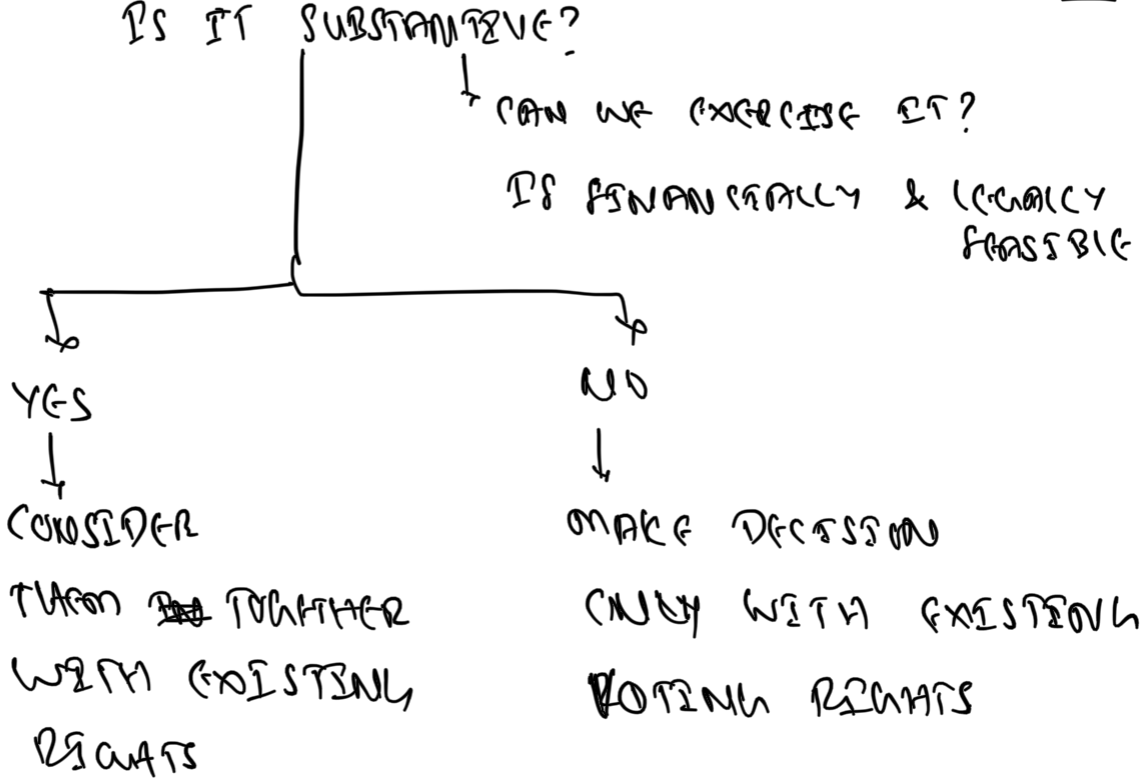 IS IT SUBSTANTIVE?
CAN WE EXERCISE IT?
IS FINANCIALLY & LEGALLY
FEASIBLE
YES
NO
CONSIDER
THEM TOGETHER
WITH EXISTING
RIGHTS
MAKE DECISION
ONLY WITH EXISTING
VOTING RIGHTS